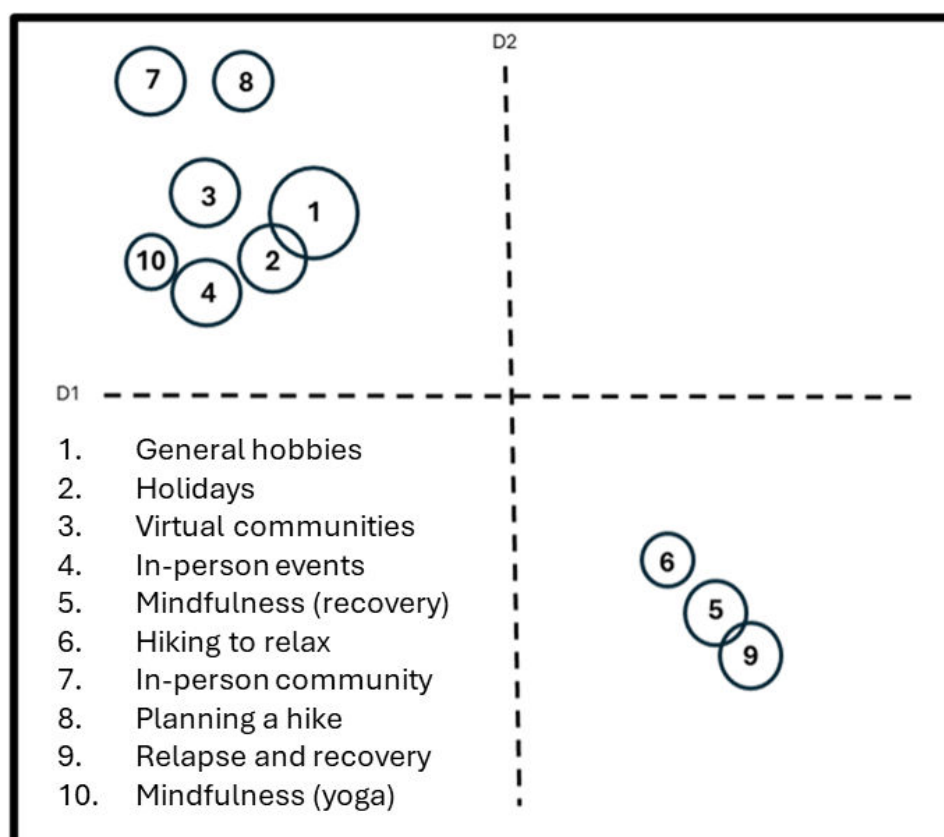 D2
7 8
3
1
10 2
4
D1
1. General hobbies
2. Holidays
3. Virtual communities
4. In-person events
5. Mindfulness (recovery)
6. Hiking to relax
7. In-person community
8. Planning a hike
9. Relapse and recovery
10. Mindfulness (yoga)
6
5
9